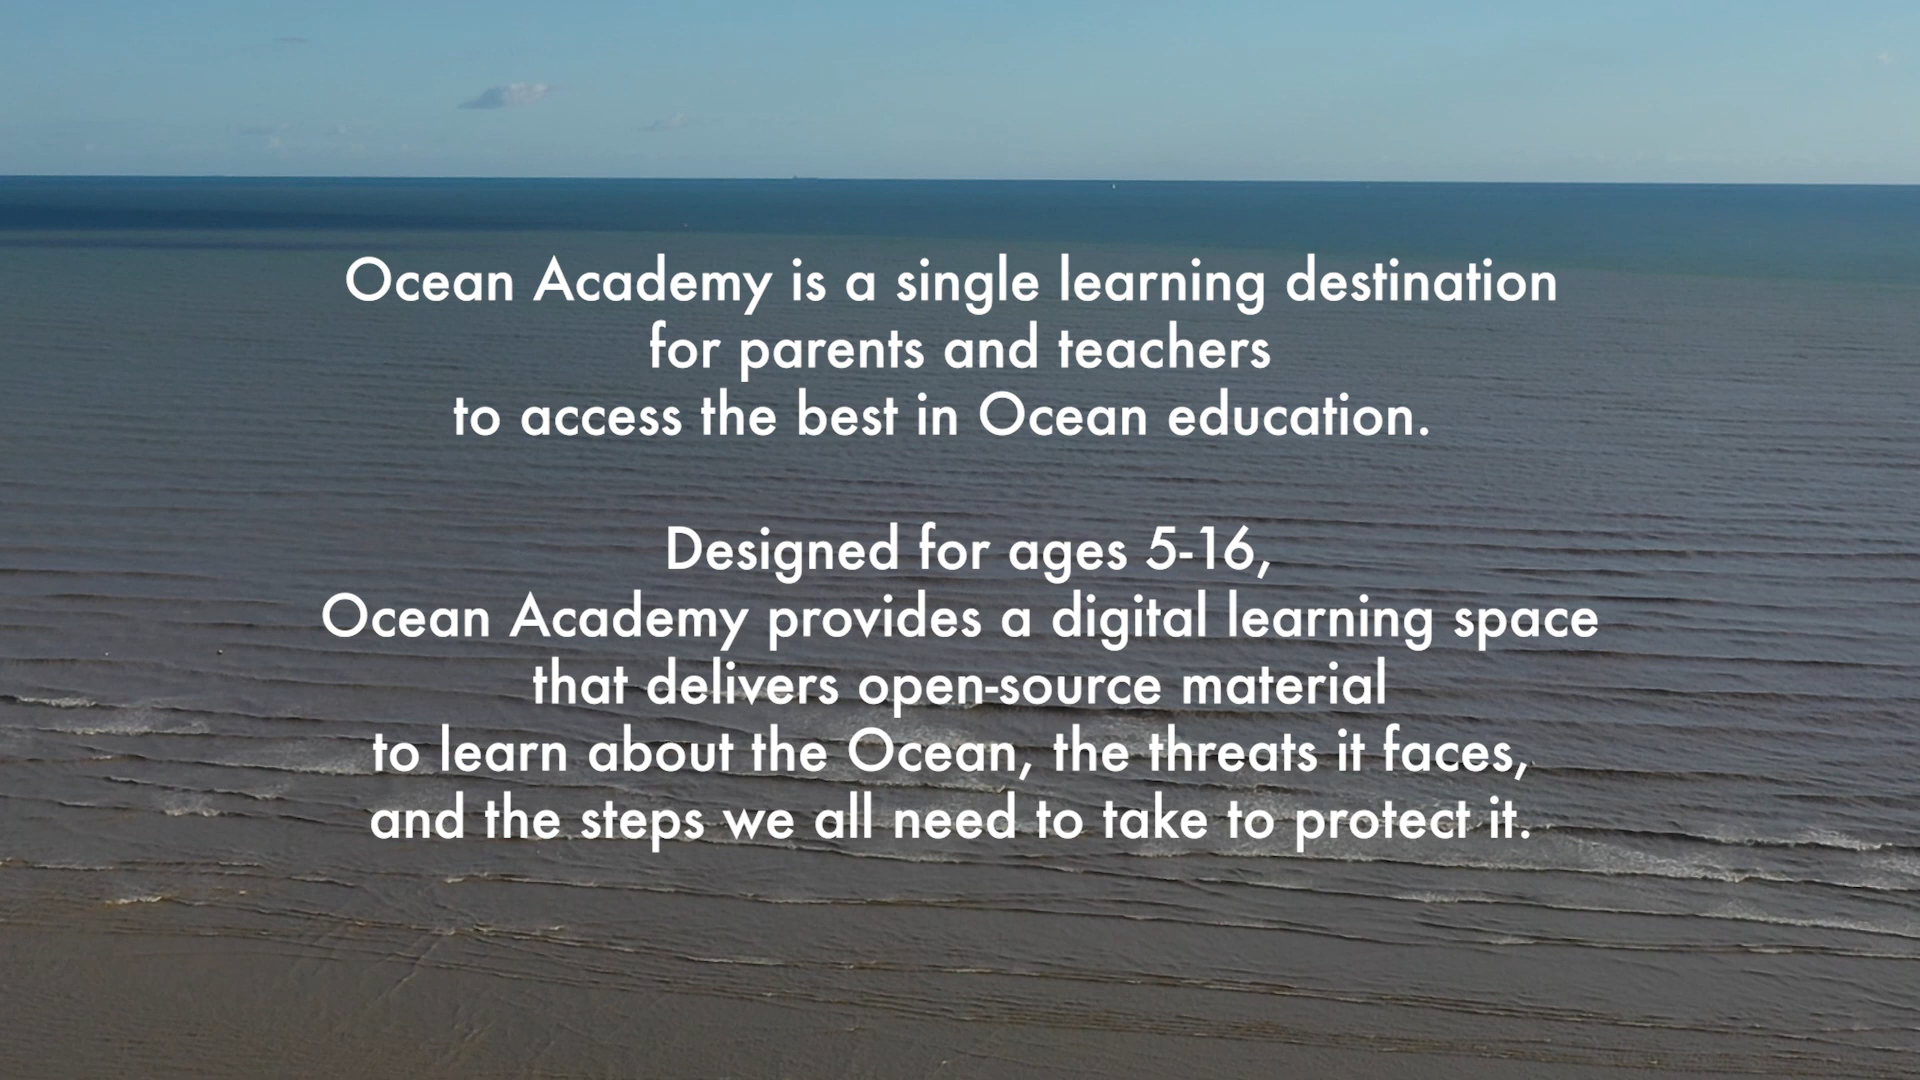 Ocean Academy is a single learning destination
for parents and teachers
to access the best in Ocean education.
Designed for ages 5-16,
Ocean Academy provides a digital learning space
that delivers open-source material
to learn about the Ocean, the threats it faces,
and the steps we all need to take to protect it.